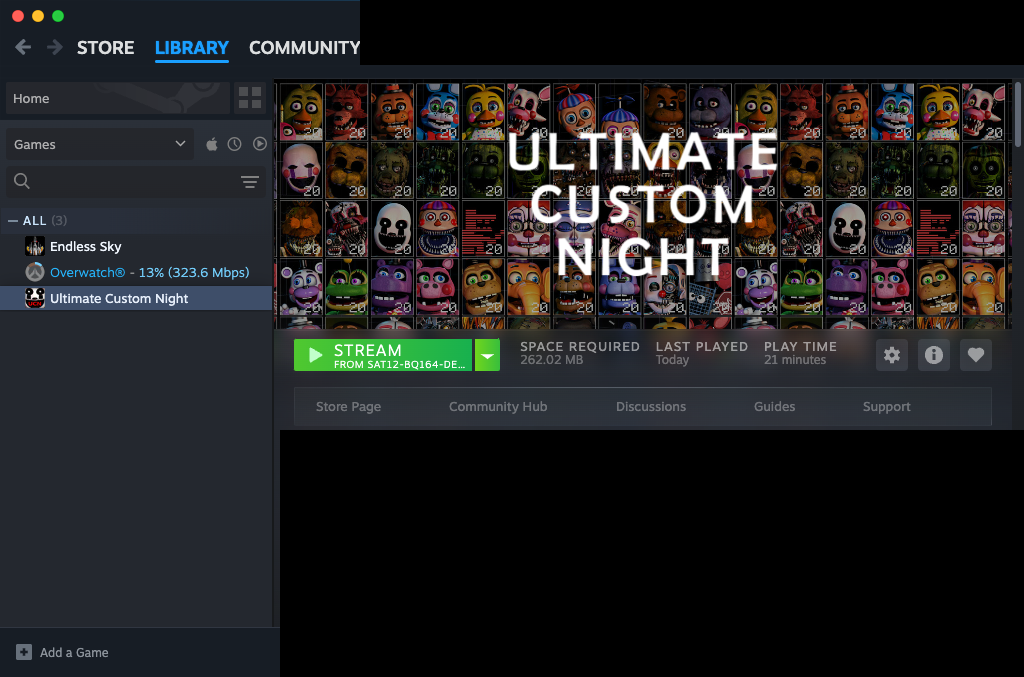 STORE LIBRARY COMMUNITY
Home
Games
ALL (3)
Endless Sky
Overwatch® - 13% (323.6 Mbps)
Ultimate Custom Night
ULTIMATE
CUSTOM
NIGHT
STREAM
FROM SAT12-BQ164-DE...
SPACE REQUIRED
262.02 MB
LAST PLAYED
Today
PLAY TIME
21 minutes
Store Page Community Hub Discussions Guides Support
Add a Game